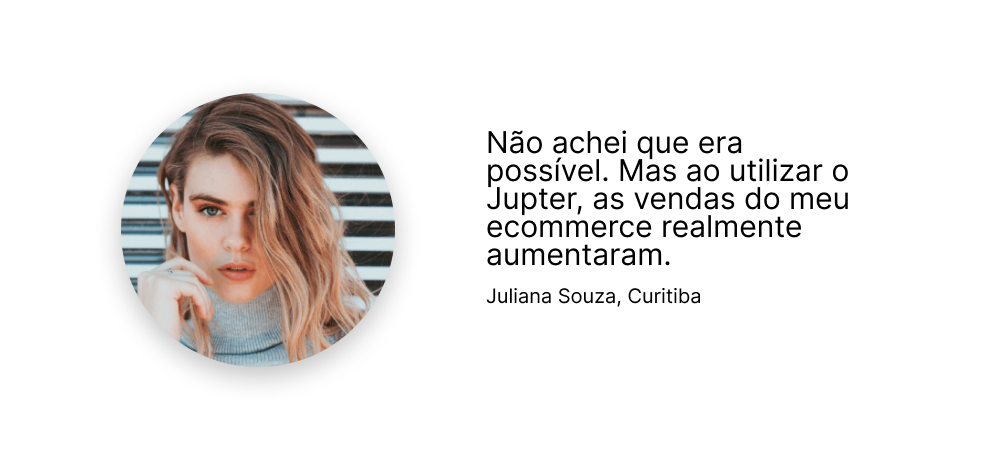 Não achei que era
possível. Mas ao utilizar o
Jupter, as vendas do meu
ecommerce realmente
aumentaram.
Juliana Souza, Curitiba